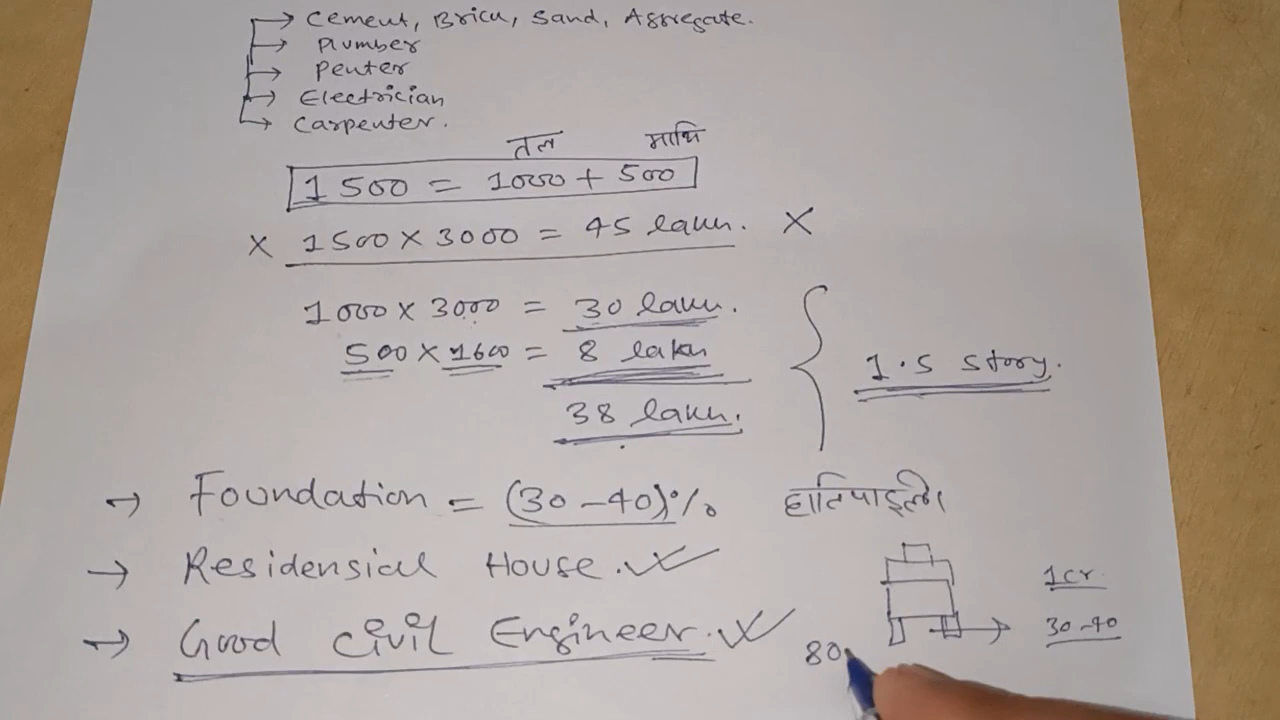 → Cement, Bricu, Sand, Aggregate.
→ Plumber
→ Penter
→ Electrician
→ Carpenter.
तल माथि
1500 = 1000 + 500
× 1500 × 3000 = 45 lakh. ×
1000 × 3000 = 30 lakh.
500 × 1600 = 8 lakh
38 lakh.
1.5 story.
→ Foundation = (30-40)% हात्तिपाइले।
→ Residensial House.
1cr.
→ Good Civil Engineer.
30-40
80